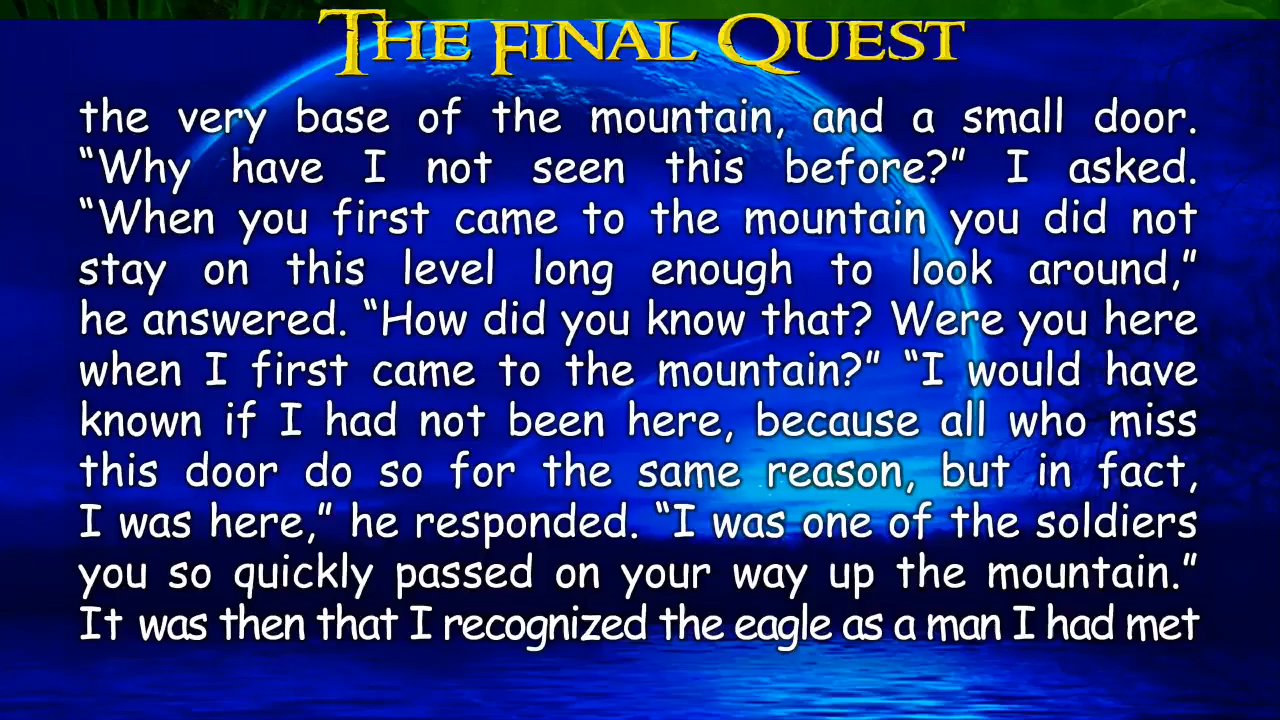 THE FINAL QUEST
the very base of the mountain, and a small door.
“Why have I not seen this before?” I asked.
“When you first came to the mountain you did not
stay on this level long enough to look around,”
he answered. “How did you know that? Were you here
when I first came to the mountain?” “I would have
known if I had not been here, because all who miss
this door do so for the same reason, but in fact,
I was here,” he responded. “I was one of the soldiers
you so quickly passed on your way up the mountain.”
It was then that I recognized the eagle as a man I had met